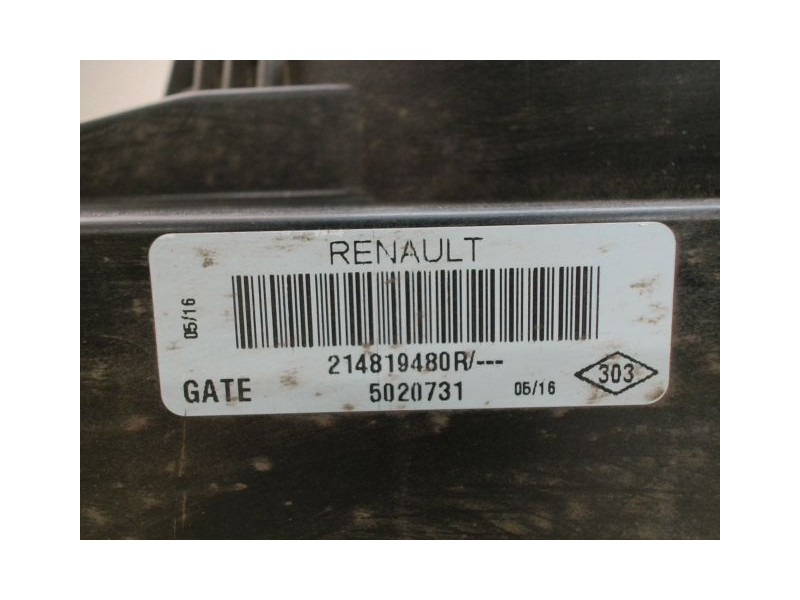 RENAULT
05/16
214819480R/---
GATE 5020731 05/16 303